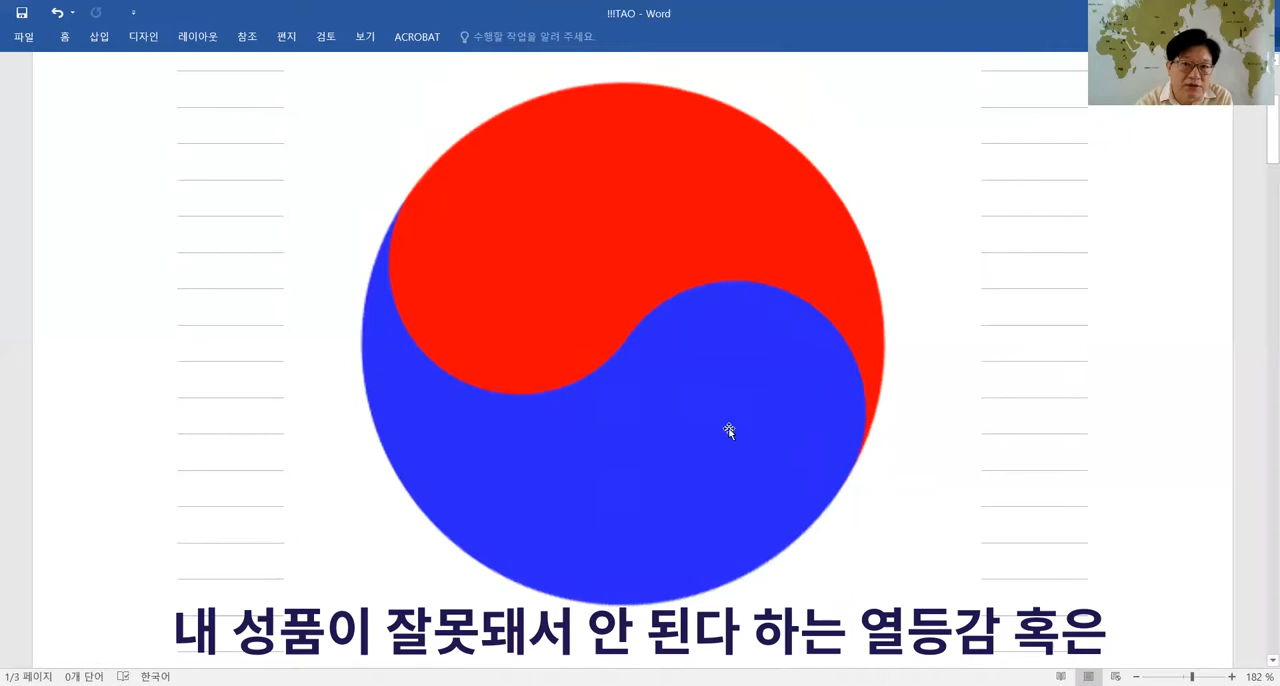 !!!TAO - Word
파일 홈 삽입 디자인 레이아웃 참조 편지 검토 보기 ACROBAT 수행할 작업을 알려 주세요.
내 성품이 잘못돼서 안 된다 하는 열등감 혹은
1/3 페이지 0개 단어 한국어 182 %